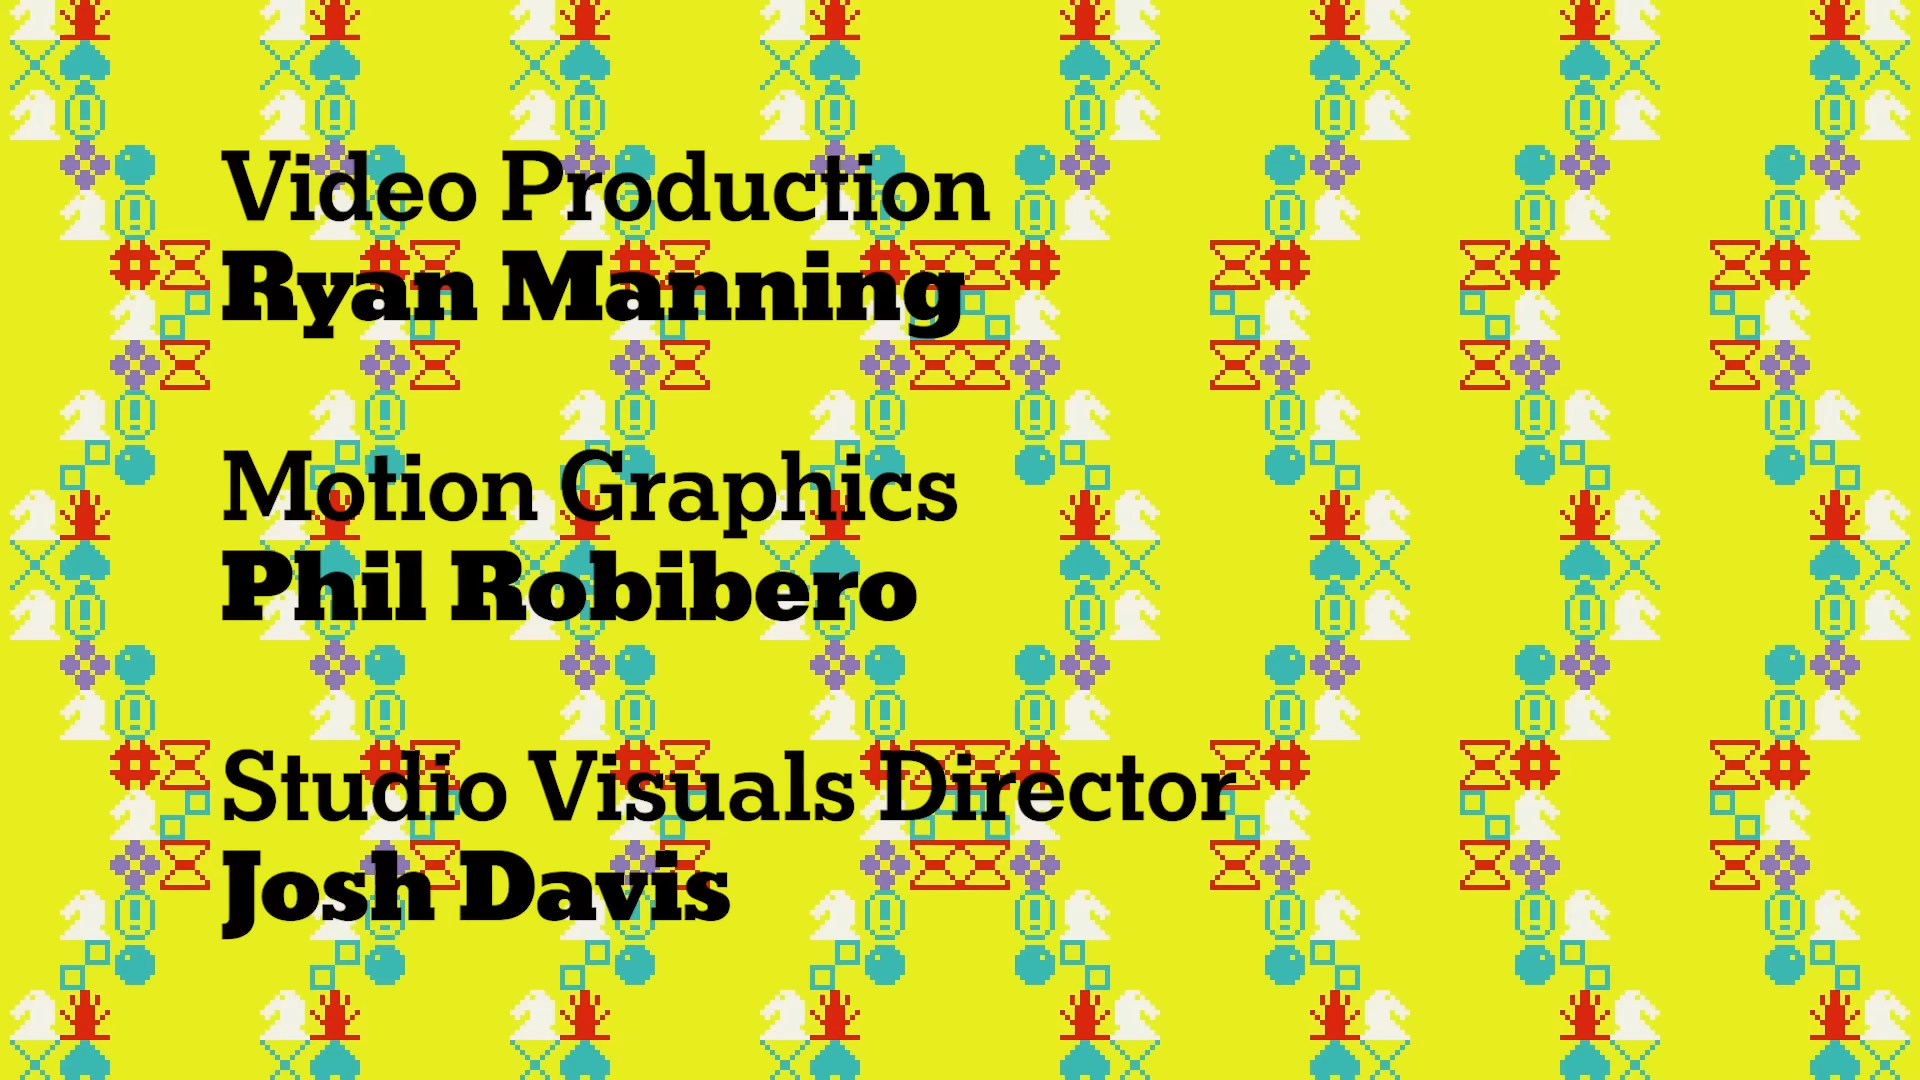 Video Production
Ryan Manning
Motion Graphics
Phil Robibero
Studio Visuals Director
Josh Davis